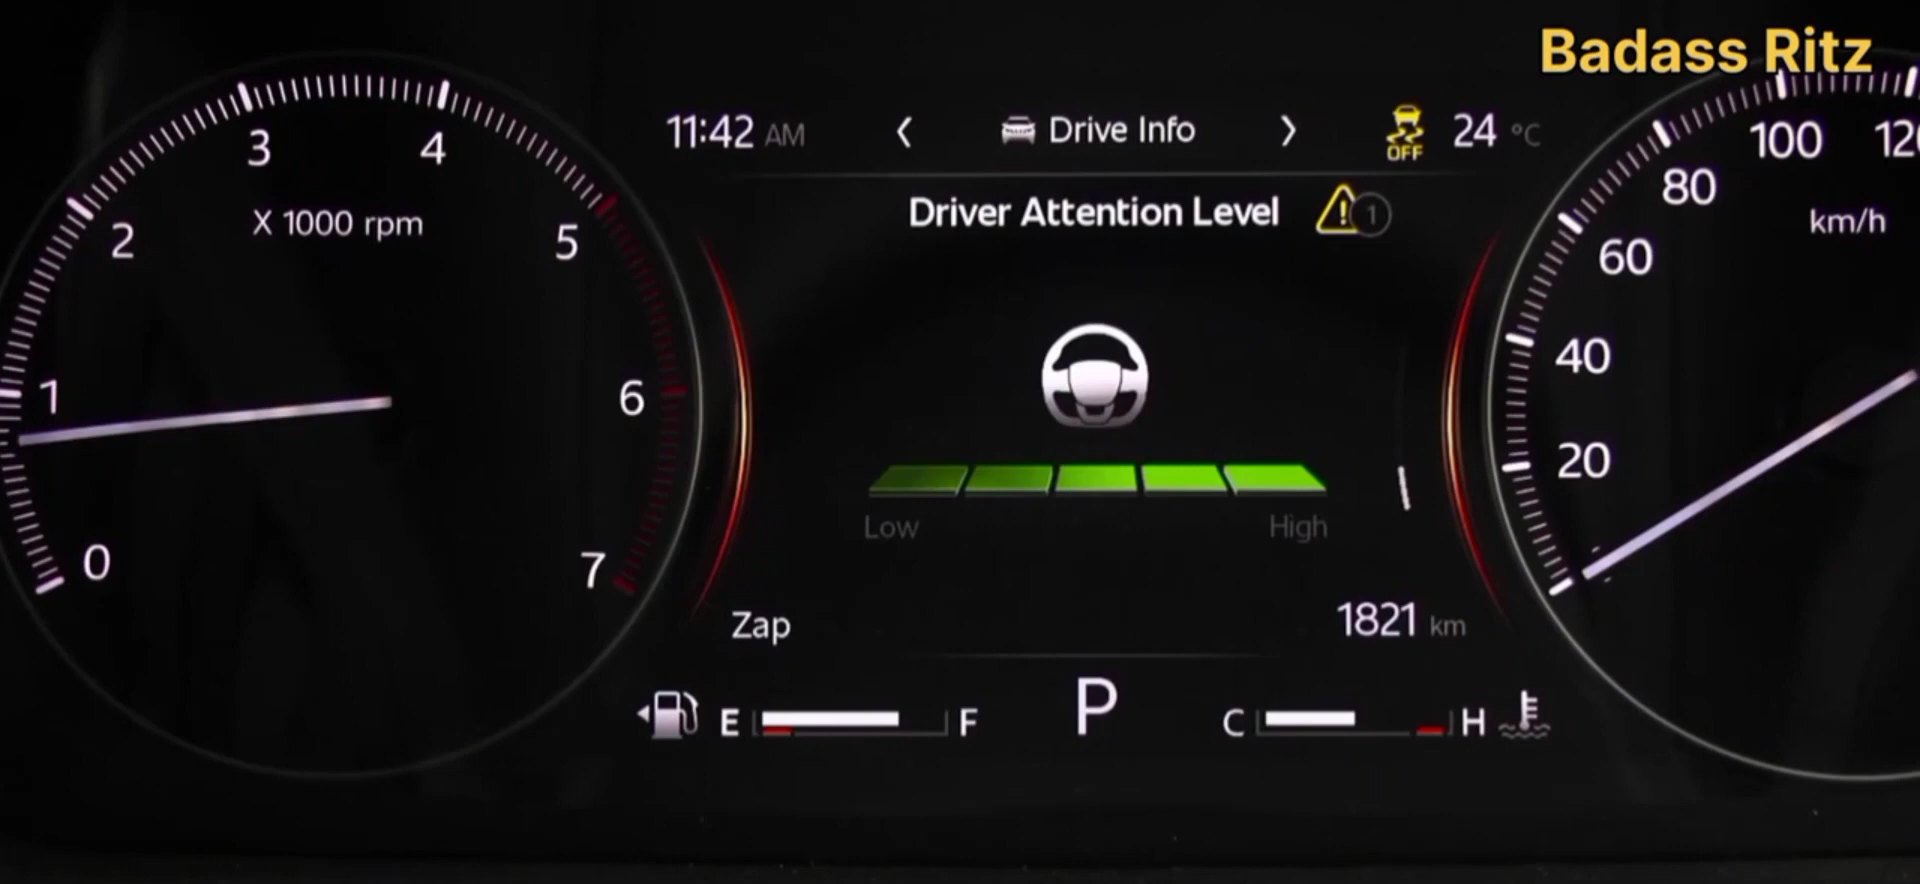 Badass Ritz
11:42 AM
Drive Info
OFF
24 °C
Driver Attention Level
1
Low
High
Zap
1821 km
E
F
P
C
H
0
1
2
3
4
5
6
7
X 1000 rpm
20
40
60
80
100
km/h